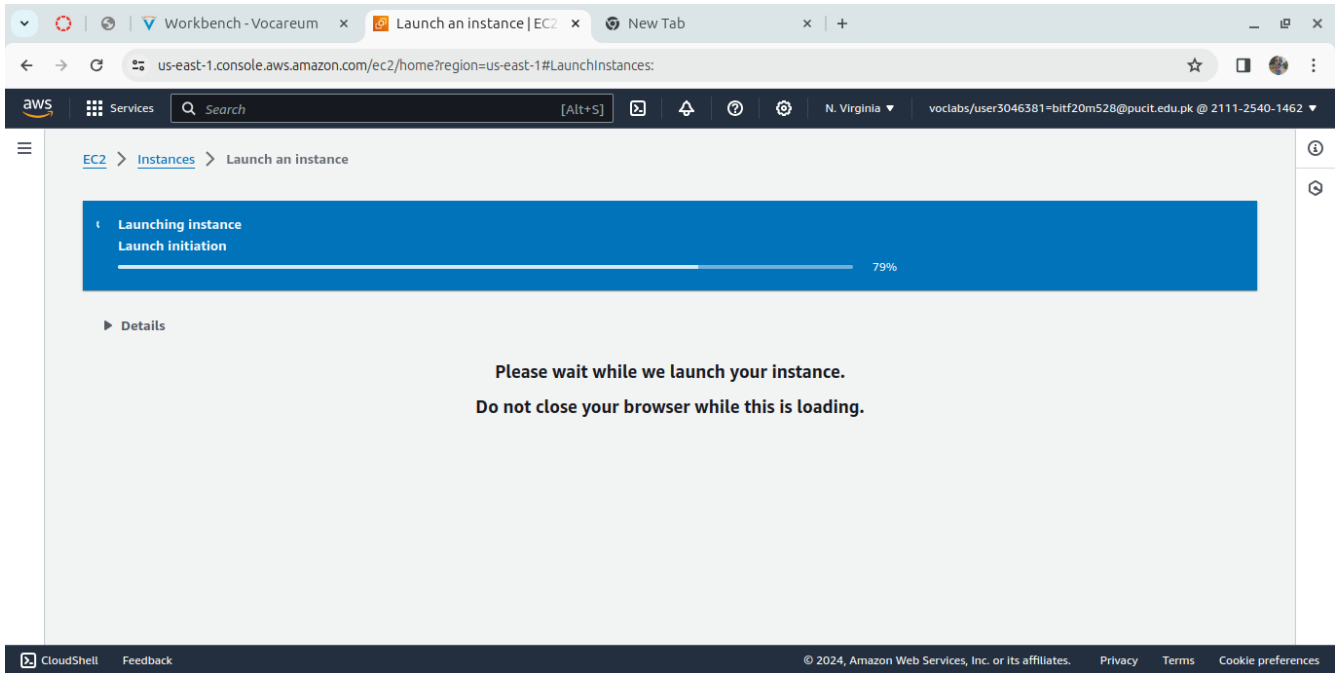 Workbench - Vocareum
Launch an instance | EC2
New Tab
us-east-1.console.aws.amazon.com/ec2/home?region=us-east-1#LaunchInstances:
aws
Services
Search
[Alt+S]
N. Virginia
voclabs/user3046381=bitf20m528@pucit.edu.pk @ 2111-2540-1462
EC2 > Instances > Launch an instance
Launching instance
Launch initiation
79%
Details
Please wait while we launch your instance.
Do not close your browser while this is loading.
CloudShell
Feedback
© 2024, Amazon Web Services, Inc. or its affiliates.
Privacy
Terms
Cookie preferences